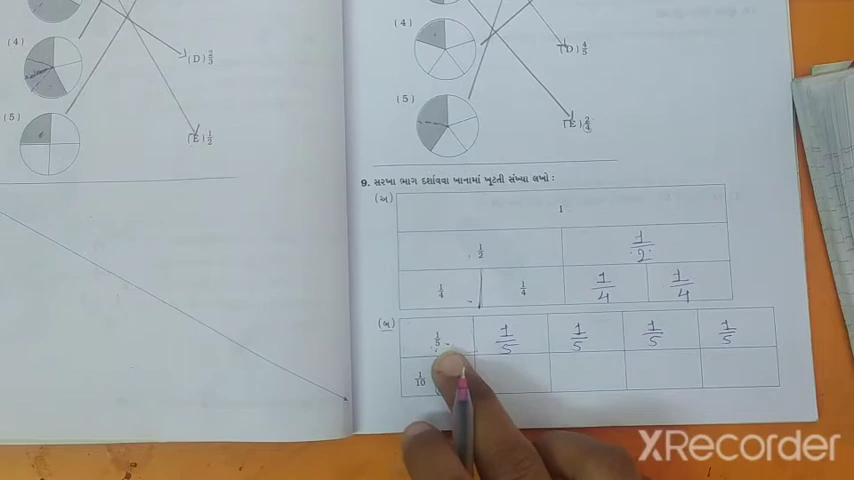 (4)
(D) 2/3
(5)
(E) 1/2
(4)
(D) 4/5
(5)
(E) 2/4
9. સરખા ભાગ દર્શાવવા ખાનામાં ખૂટતી સંખ્યા લખો :
(અ)
1
1/2 1/2
1/4 1/4 1/4 1/4
(બ)
1/5 1/5 1/5 1/5 1/5
1/10
XRecorder